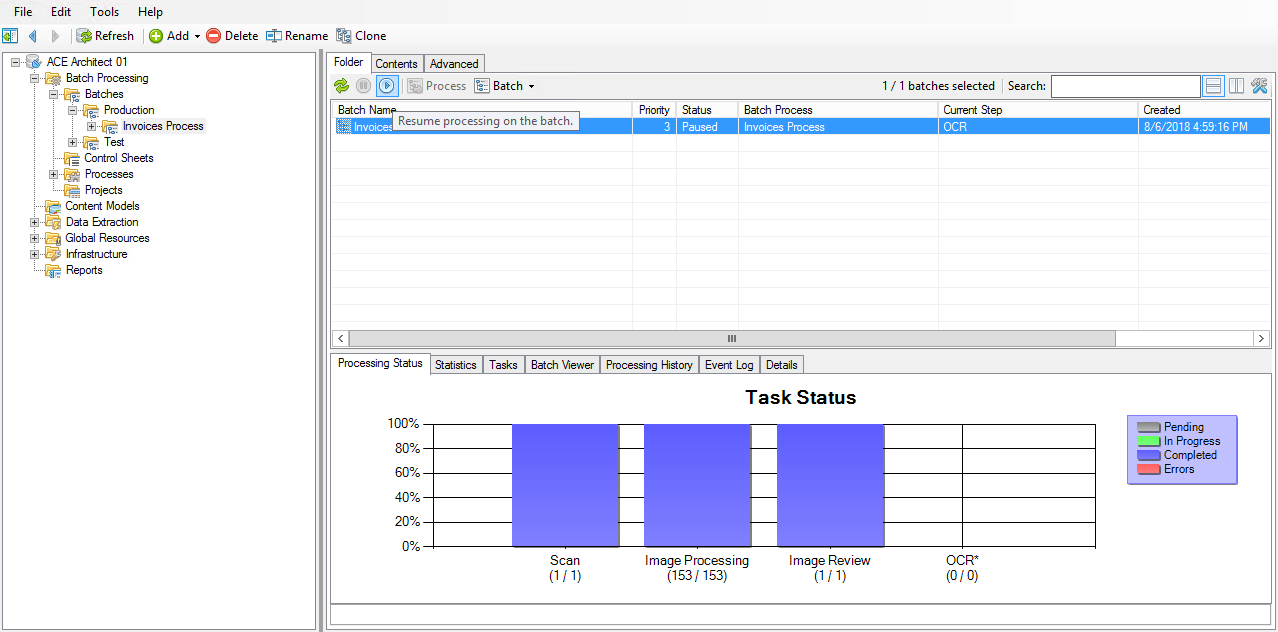 File Edit Tools Help
Refresh Add Delete Rename Clone
ACE Architect 01
Batch Processing
Batches
Production
Invoices Process
Test
Control Sheets
Processes
Projects
Content Models
Data Extraction
Global Resources
Infrastructure
Reports
Folder Contents Advanced
Process Batch 1 / 1 batches selected Search:
Batch Name Priority Status Batch Process Current Step Created
Resume processing on the batch.
Invoices 3 Paused Invoices Process OCR 8/6/2018 4:59:16 PM
Processing Status Statistics Tasks Batch Viewer Processing History Event Log Details
Task Status
100%
80%
60%
40%
20%
0%
Scan Image Processing Image Review OCR*
(1 / 1) (153 / 153) (1 / 1) (0 / 0)
Pending
In Progress
Completed
Errors